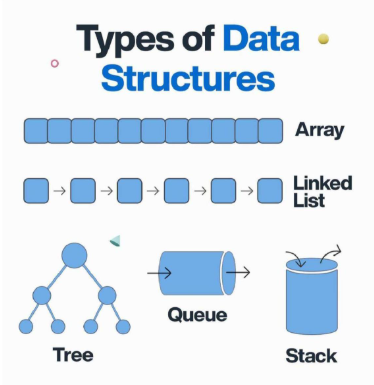 Types of Data
Structures
Array
Linked
List
Queue
Tree
Stack